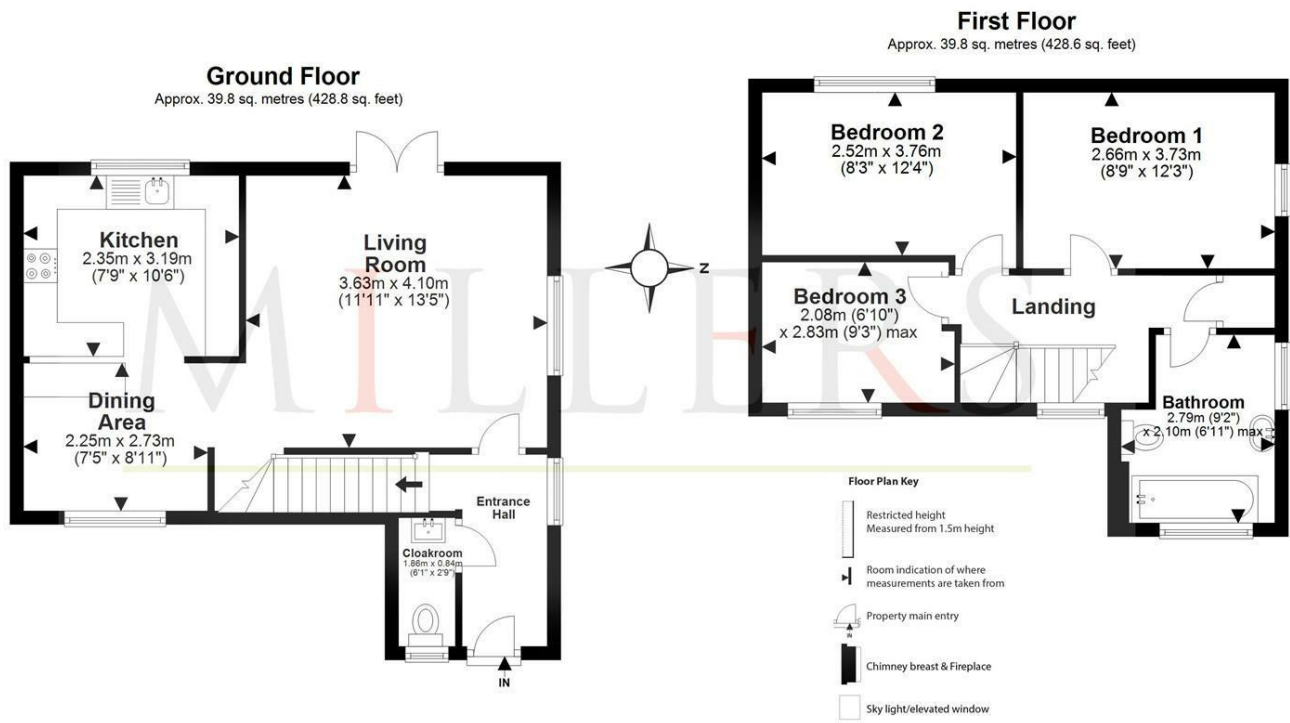 Ground Floor
Approx. 39.8 sq. metres (428.8 sq. feet)
Kitchen
2.35m x 3.19m
(7'9" x 10'6")
Living
Room
3.63m x 4.10m
(11'11" x 13'5")
Dining
Area
2.25m x 2.73m
(7'5" x 8'11")
Entrance
Hall
Cloakroom
1.86m x 0.84m
(6'1" x 2'9")
IN
N
MILLERS
First Floor
Approx. 39.8 sq. metres (428.6 sq. feet)
Bedroom 2
2.52m x 3.76m
(8'3" x 12'4")
Bedroom 1
2.66m x 3.73m
(8'9" x 12'3")
Bedroom 3
2.08m (6'10")
x 2.83m (9'3") max
Landing
Bathroom
2.79m (9'2")
x 2.10m (6'11") max
Floor Plan Key
Restricted height
Measured from 1.5m height
Room indication of where
measurements are taken from
Property main entry
IN
Chimney breast & Fireplace
Sky light/elevated window